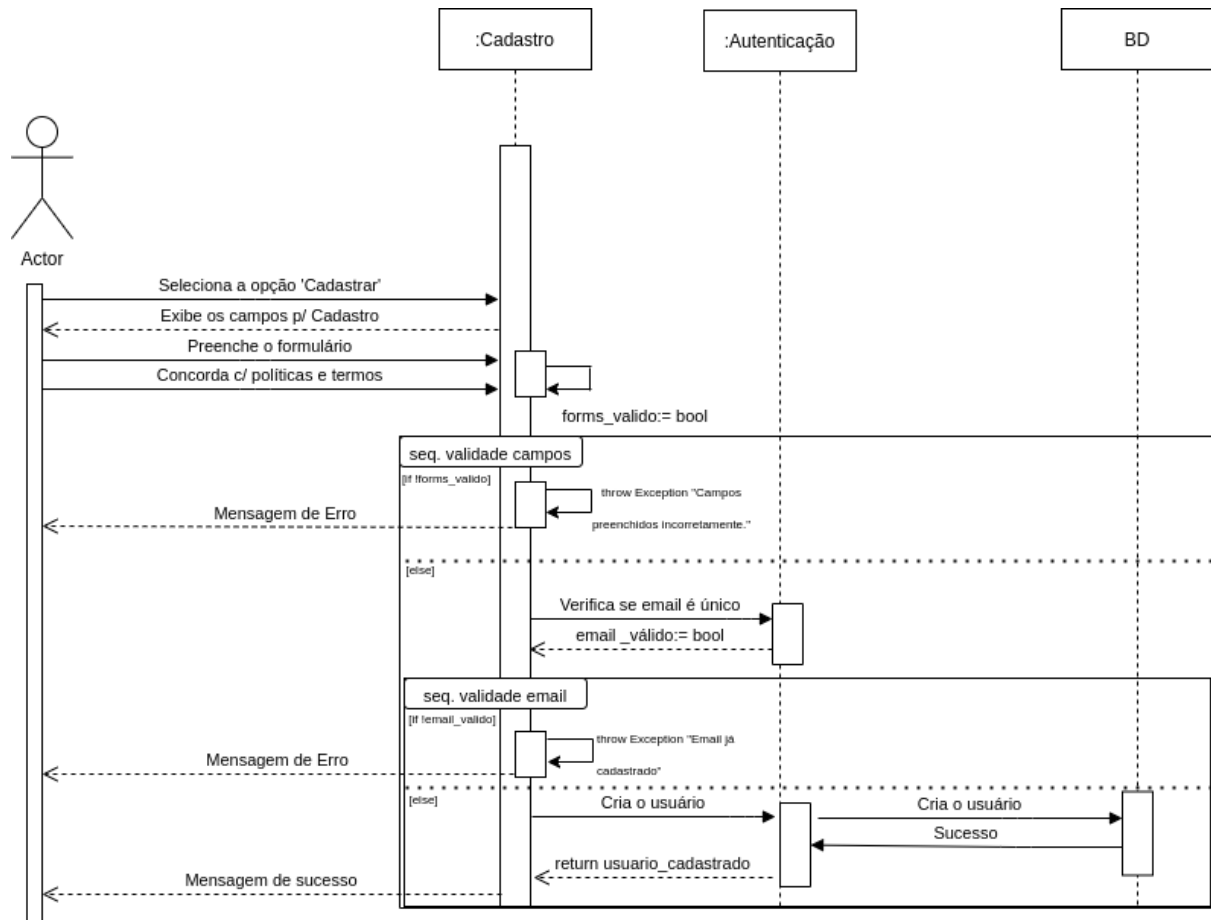 :Cadastro
:Autenticação
BD
Actor
Seleciona a opção 'Cadastrar'
Exibe os campos p/ Cadastro
Preenche o formulário
Concorda c/ políticas e termos
forms_valido:= bool
seq. validade campos
[if !forms_valido]
throw Exception "Campos
preenchidos incorretamente."
Mensagem de Erro
[else]
Verifica se email é único
email _válido:= bool
seq. validade email
[if !email_valido]
throw Exception "Email já
cadastrado"
Mensagem de Erro
[else]
Cria o usuário
Cria o usuário
Sucesso
return usuario_cadastrado
Mensagem de sucesso